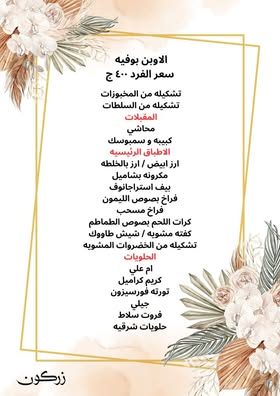 الاوبن بوفيه
سعر الفرد ٤٠٠ ج
تشكيله من المخبوزات
تشكيله من السلطات
المقبلات
محاشي
كبيبه و سمبوسك
الاطباق الرئيسيه
ارز ابيض / ارز بالخلطه
مكرونه بشاميل
بيف استراجانوف
فراخ بصوص الليمون
فراخ مسحب
كرات اللحم بصوص الطماطم
كفته مشويه / شيش طاووك
تشكيله من الخضروات المشويه
الحلويات
ام علي
كريم كراميل
تورته فورسيزون
جيلي
فروت سلاط
حلويات شرقيه
زركون